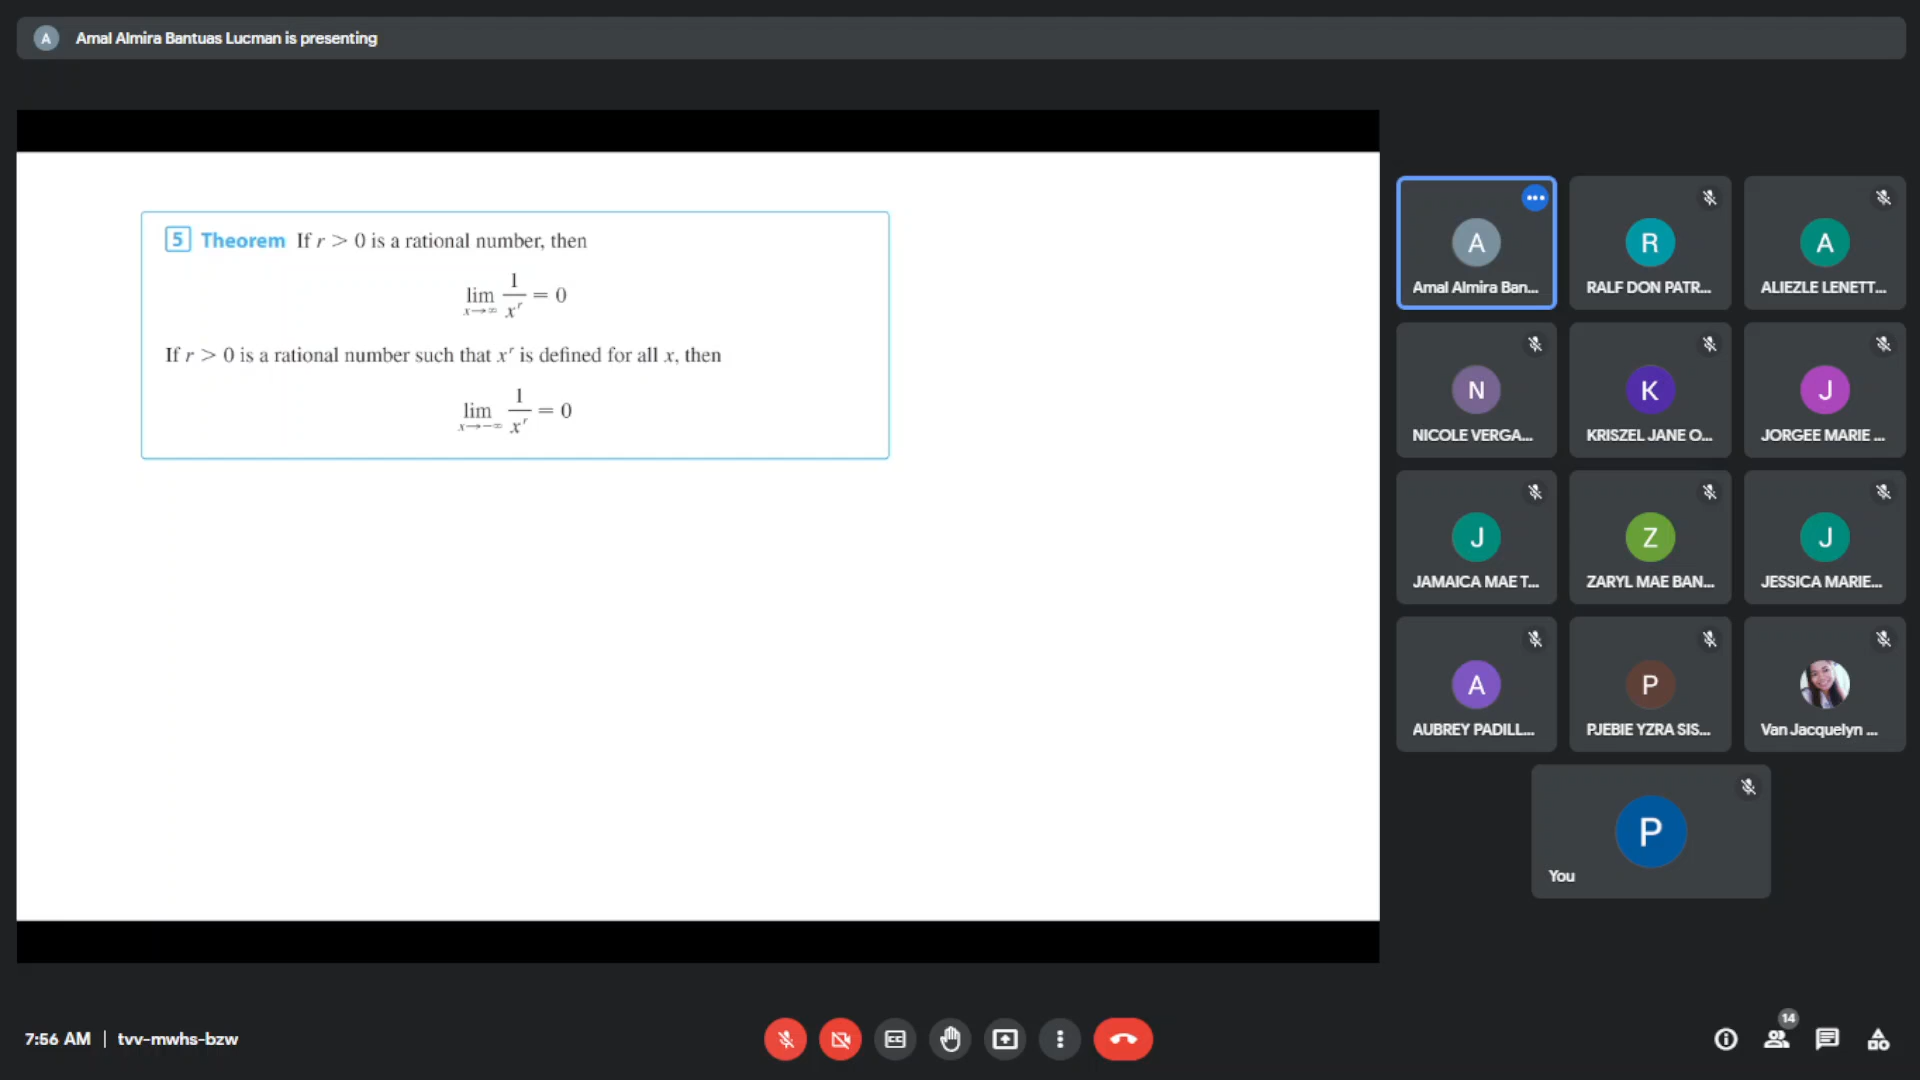 A Amal Almira Bantuas Lucman is presenting
5 Theorem If r > 0 is a rational number, then
lim x→∞ 1/x^r = 0
If r > 0 is a rational number such that x^r is defined for all x, then
lim x→−∞ 1/x^r = 0
A
Amal Almira Ban...
R
RALF DON PATR...
A
ALIEZLE LENETT...
N
NICOLE VERGA...
K
KRISZEL JANE O...
J
JORGEE MARIE ...
J
JAMAICA MAE T...
Z
ZARYL MAE BAN...
J
JESSICA MARIE...
A
AUBREY PADILL...
P
PJEBIE YZRA SIS...
Van Jacquelyn ...
P
You
7:56 AM | tvv-mwhs-bzw
CC
14